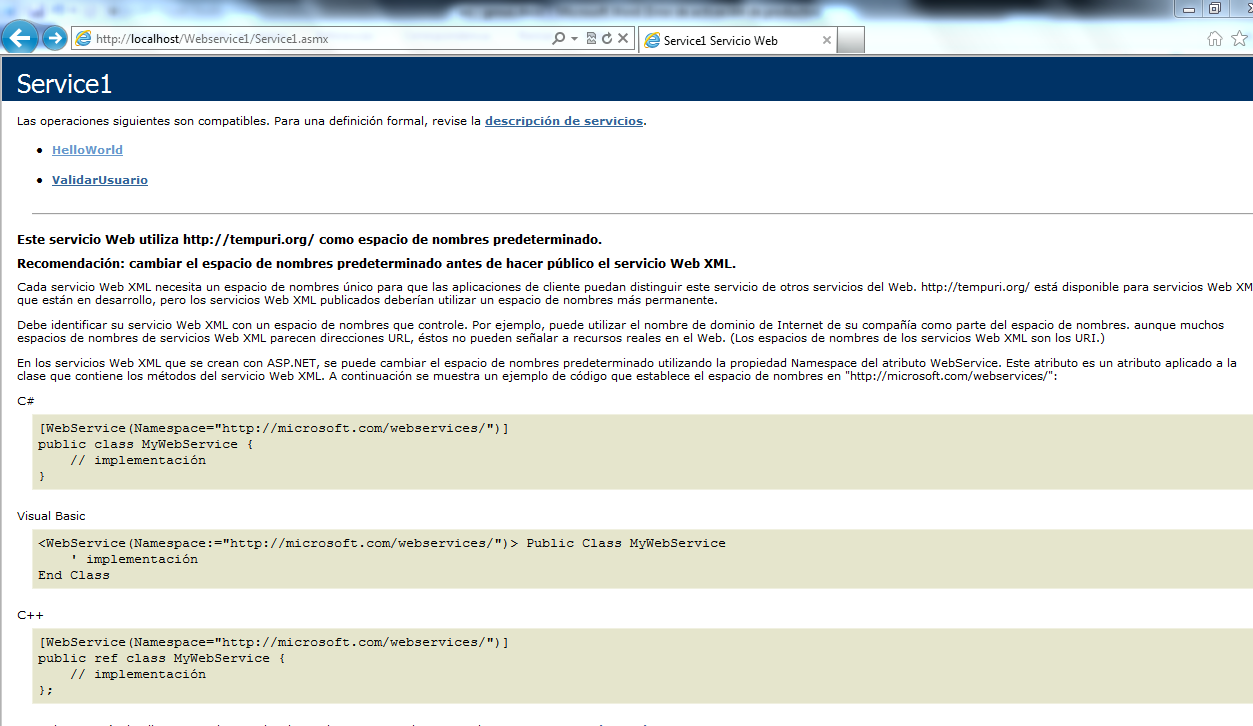 http://localhost/Webservice1/Service1.asmx
Service1 Servicio Web
Service1
Las operaciones siguientes son compatibles. Para una definición formal, revise la descripción de servicios.
HelloWorld
ValidarUsuario
Este servicio Web utiliza http://tempuri.org/ como espacio de nombres predeterminado.
Recomendación: cambiar el espacio de nombres predeterminado antes de hacer público el servicio Web XML.
Cada servicio Web XML necesita un espacio de nombres único para que las aplicaciones de cliente puedan distinguir este servicio de otros servicios del Web. http://tempuri.org/ está disponible para servicios Web XM
que están en desarrollo, pero los servicios Web XML publicados deberían utilizar un espacio de nombres más permanente.
Debe identificar su servicio Web XML con un espacio de nombres que controle. Por ejemplo, puede utilizar el nombre de dominio de Internet de su compañía como parte del espacio de nombres. aunque muchos
espacios de nombres de servicios Web XML parecen direcciones URL, éstos no pueden señalar a recursos reales en el Web. (Los espacios de nombres de los servicios Web XML son los URI.)
En los servicios Web XML que se crean con ASP.NET, se puede cambiar el espacio de nombres predeterminado utilizando la propiedad Namespace del atributo WebService. Este atributo es un atributo aplicado a la
clase que contiene los métodos del servicio Web XML. A continuación se muestra un ejemplo de código que establece el espacio de nombres en "http://microsoft.com/webservices/":
C#
[WebService(Namespace="http://microsoft.com/webservices/")]
public class MyWebService {
// implementación
}
Visual Basic
<WebService(Namespace:="http://microsoft.com/webservices/")> Public Class MyWebService
' implementación
End Class
C++
[WebService(Namespace="http://microsoft.com/webservices/")]
public ref class MyWebService {
// implementación
};